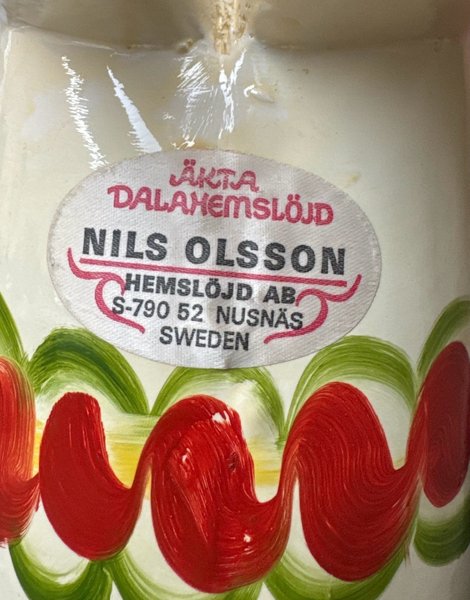 ÄKTA
DALAHEMSLÖJD
NILS OLSSON
HEMSLÖJD AB
S-790 52 NUSNÄS
SWEDEN